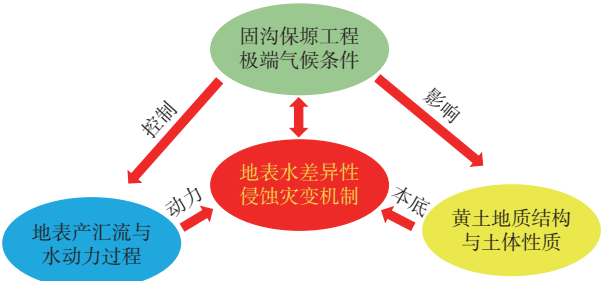 固沟保塬工程
极端气候条件
控制
影响
地表水差异性
侵蚀灾变机制
动力
本底
地表产汇流与
水动力过程
黄土地质结构
与土体性质